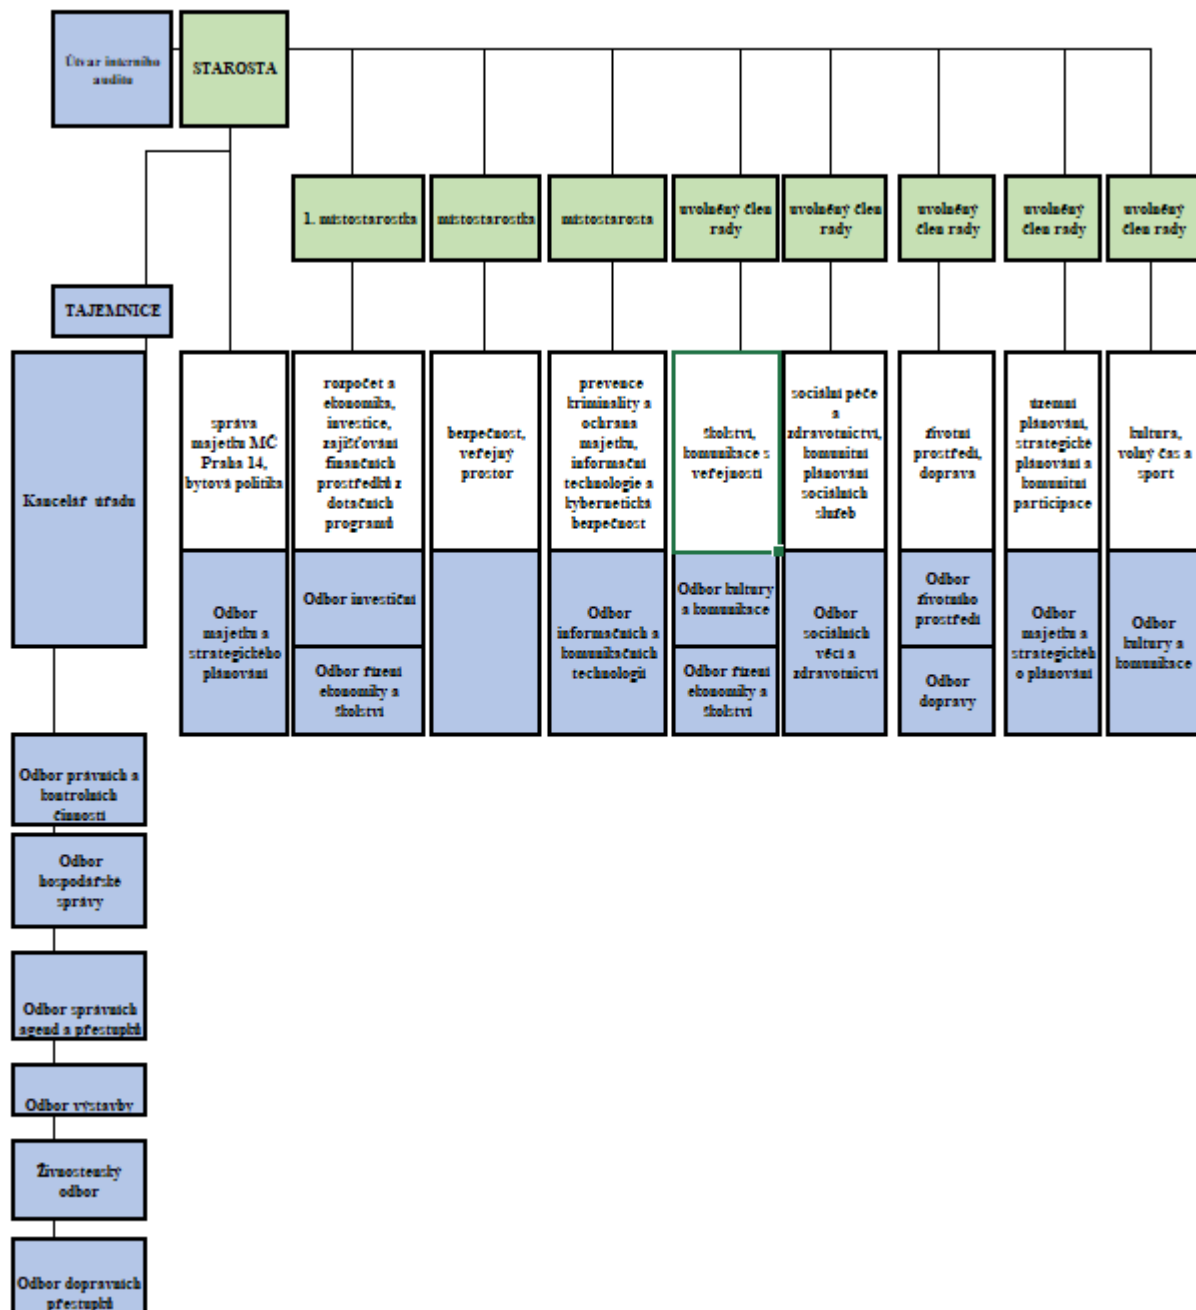 Útvar interního
auditu
STAROSTA
1. místostarostka
místostarostka
místostarosta
uvolněný člen
rady
uvolněný člen
rady
uvolněný
člen rady
uvolněný
člen rady
uvolněný
člen rady
TAJEMNICE
Kancelář úřadu
správa
majetku MČ
Praha 14,
bytová politika
rozpočet a
ekonomika,
investice,
zajišťování
finančních
prostředků z
dotačních
programů
bezpečnost,
veřejný
prostor
prevence
kriminality a
ochrana
majetku,
informační
technologie a
kybernetická
bezpečnost
školství,
komunikace s
veřejností
sociální péče
a
zdravotnictví,
komunitní
plánování
sociálních
služeb
životní
prostředí,
doprava
územní
plánování,
strategické
plánování a
komunitní
participace
kultura,
volný čas a
sport
Odbor
majetku a
strategického
plánování
Odbor investiční
Odbor řízení
ekonomiky a
školství
Odbor
informačních a
komunikačních
technologií
Odbor kultury
a komunikace
Odbor řízení
ekonomiky a
školství
Odbor
sociálních
věcí a
zdravotnictví
Odbor
životního
prostředí
Odbor
dopravy
Odbor
majetku a
strategickéh
o plánování
Odbor
kultury a
komunikace
Odbor právních a
kontrolních
činností
Odbor
hospodářské
správy
Odbor správních
agend a přestupků
Odbor výstavby
Živnostenský
odbor
Odbor dopravních
přestupků